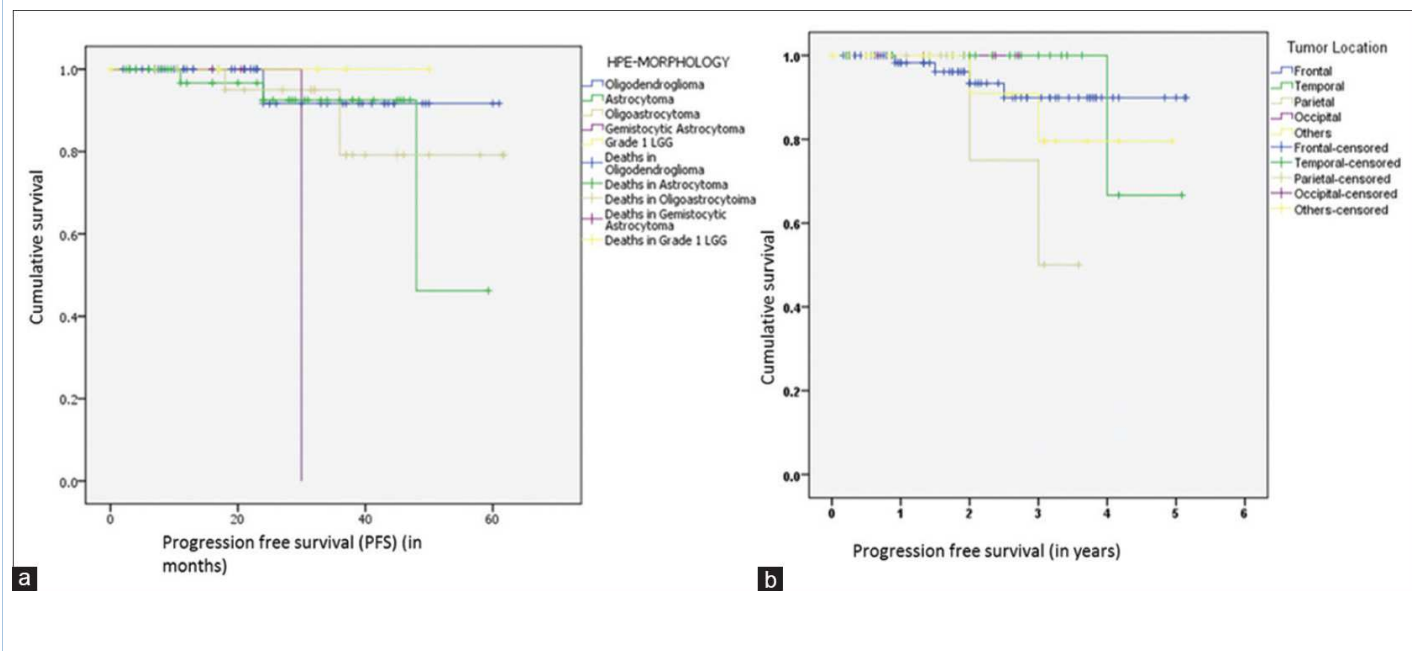 HPE-MORPHOLOGY
Oligodendroglioma
Astrocytoma
Oligoastrocytoma
Gemistocytic Astrocytoma
Grade 1 LGG
Deaths in
Oligodendroglioma
Deaths in Astrocytoma
Deaths in Oligoastrocytoima
Deaths in Gemistocytic
Astrocytoma
Deaths in Grade 1 LGG
Cumulative survival
1.0
0.8
0.6
0.4
0.2
0.0
0 20 40 60
Progression free survival (PFS) (in
months)
a
Tumor Location
Frontal
Temporal
Parietal
Occipital
Others
Frontal-censored
Temporal-censored
Parietal-censored
Occipital-censored
Others-censored
Cumulative survival
1.0
0.8
0.6
0.4
0.2
0.0
0 1 2 3 4 5 6
Progression free survival (in years)
b